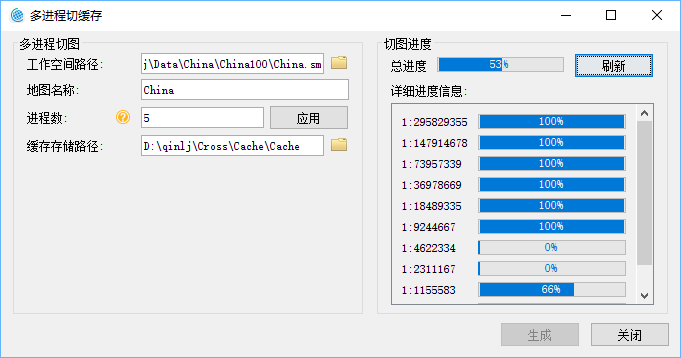 多进程切缓存
多进程切图
工作空间路径: j\Data\China\China100\China.sm
地图名称: China
进程数: ? 5 应用
缓存存储路径: D:\qinlj\Cross\Cache\Cache
切图进度
总进度 53% 刷新
详细进度信息:
1:295829355 100%
1:147914678 100%
1:73957339 100%
1:36978669 100%
1:18489335 100%
1:9244667 100%
1:4622334 0%
1:2311167 0%
1:1155583 66%
生成 关闭